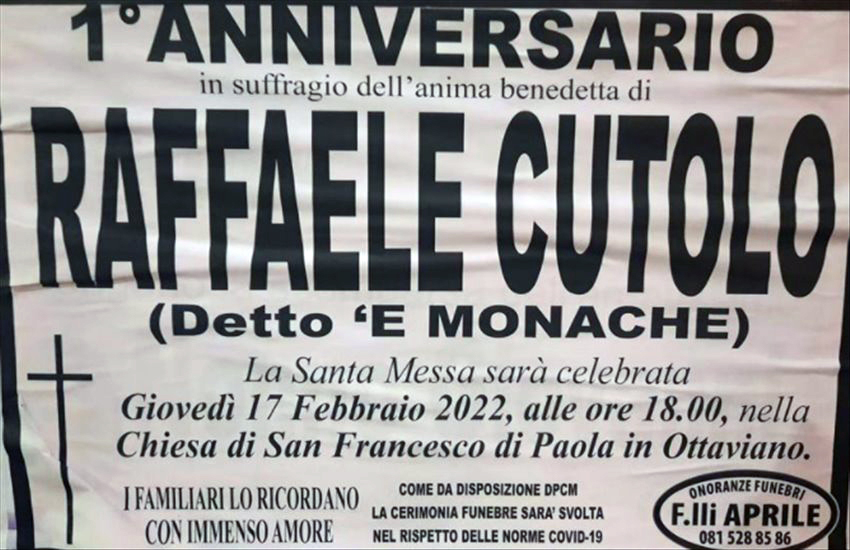 1° ANNIVERSARIO
in suffragio dell'anima benedetta di
RAFFAELE CUTOLO
(Detto 'E MONACHE)
La Santa Messa sarà celebrata
Giovedì 17 Febbraio 2022, alle ore 18.00, nella
Chiesa di San Francesco di Paola in Ottaviano.
I FAMILIARI LO RICORDANO
CON IMMENSO AMORE
COME DA DISPOSIZIONE DPCM
LA CERIMONIA FUNEBRE SARA' SVOLTA
NEL RISPETTO DELLE NORME COVID-19
ONORANZE FUNEBRI
F.lli APRILE
081 528 85 86